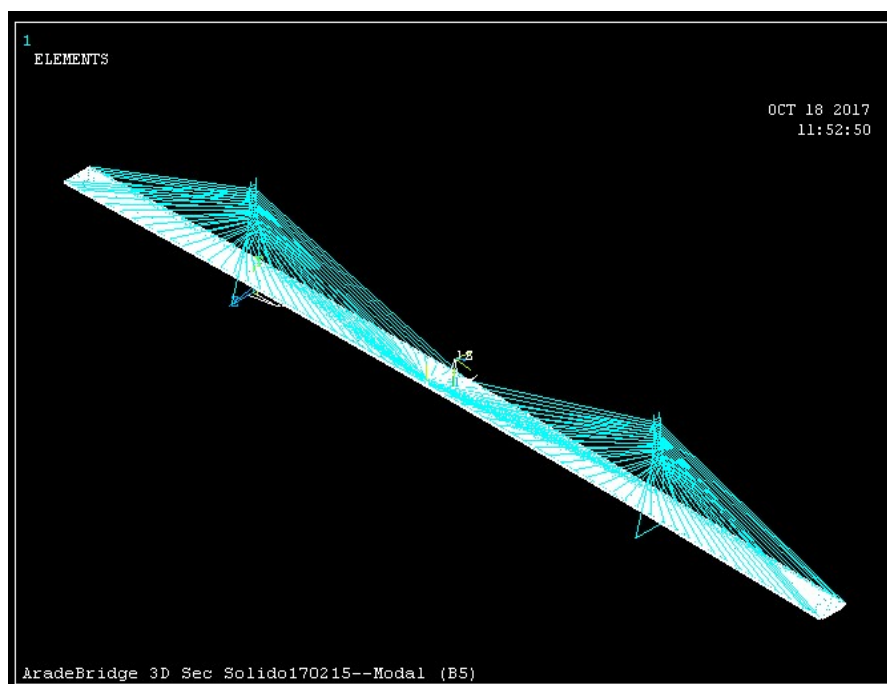 1
ELEMENTS
OCT 18 2017
11:52:50
AradeBridge 3D Sec Solido170215--Modal (B5)